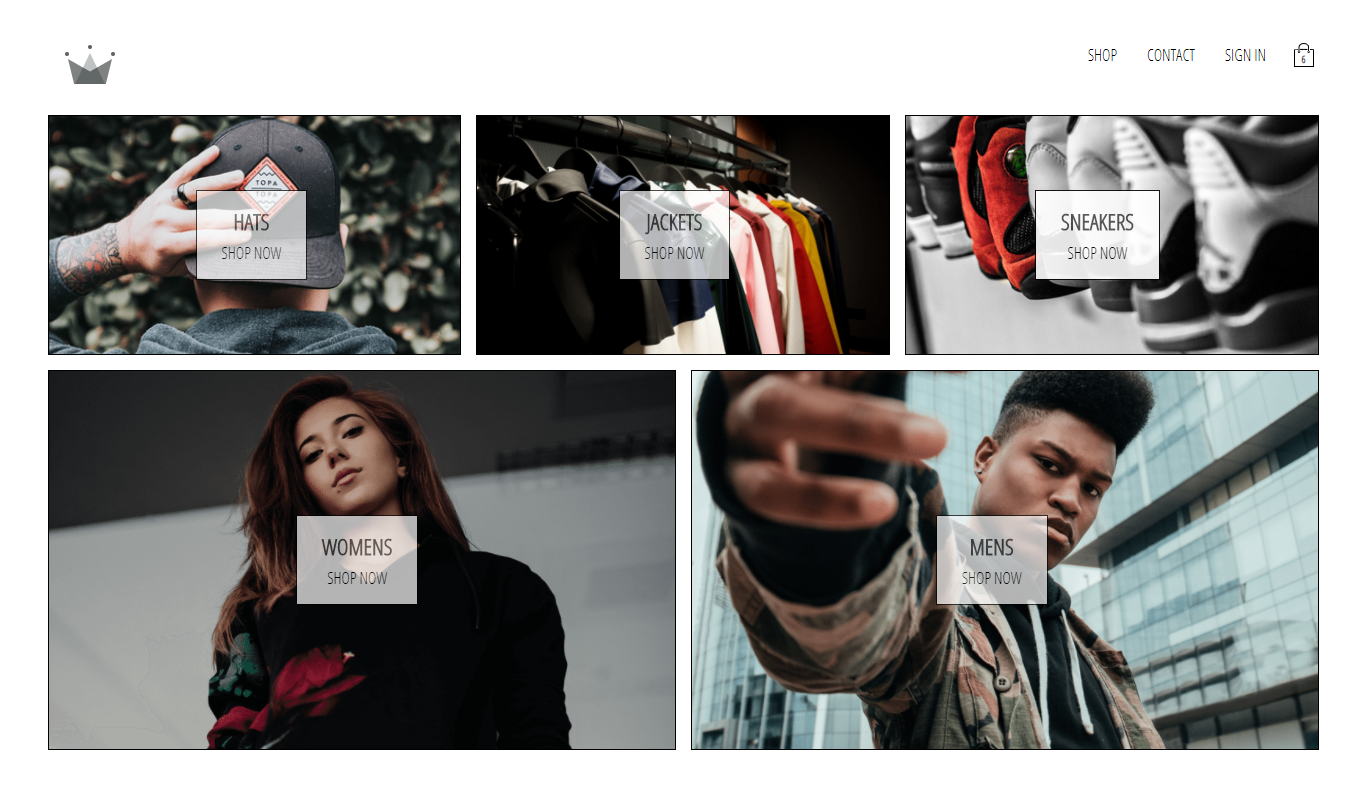 SHOP
CONTACT
SIGN IN
6
TOPA
TOPA
HATS
SHOP NOW
JACKETS
SHOP NOW
SNEAKERS
SHOP NOW
WOMENS
SHOP NOW
MENS
SHOP NOW